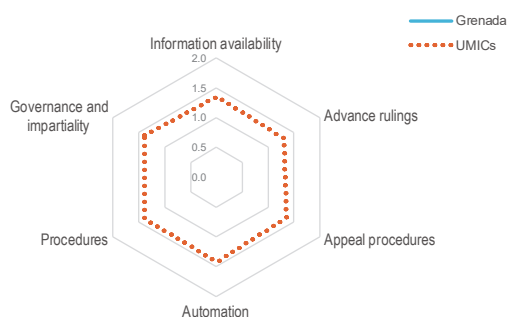 Grenada
UMICs
Information availability
2.0
1.5
1.0
0.5
0.0
Governance and
impartiality
Advance rulings
Procedures
Appeal procedures
Automation